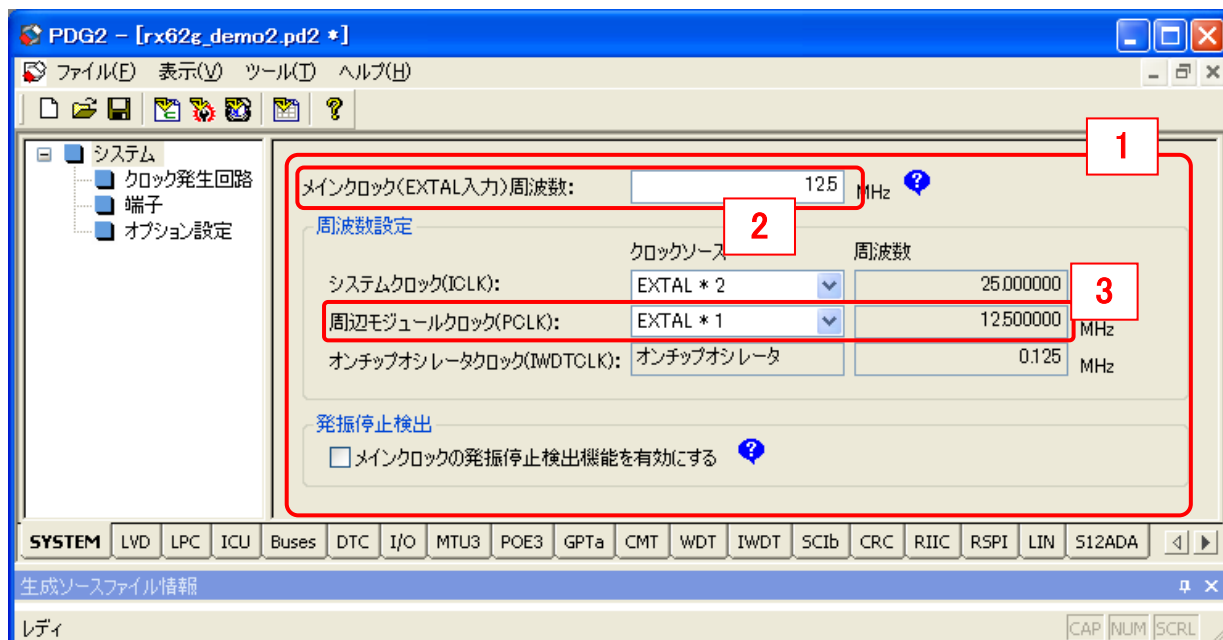 PDG2 - [rx62g_demo2.pd2 *]
ファイル(F) 表示(V) ツール(T) ヘルプ(H)
システム
クロック発生回路
端子
オプション設定
1
メインクロック(EXTAL入力)周波数: 12.5 MHz
2
周波数設定
クロックソース 周波数
システムクロック(ICLK): EXTAL * 2 25.000000
3
周辺モジュールクロック(PCLK): EXTAL * 1 12.500000 MHz
オンチップオシレータクロック(IWDTCLK): オンチップオシレータ 0.125 MHz
発振停止検出
メインクロックの発振停止検出機能を有効にする
SYSTEM LVD LPC ICU Buses DTC I/O MTU3 POE3 GPTa CMT WDT IWDT SCIb CRC RIIC RSPI LIN S12ADA
生成ソースファイル情報
レディ CAP NUM SCRL